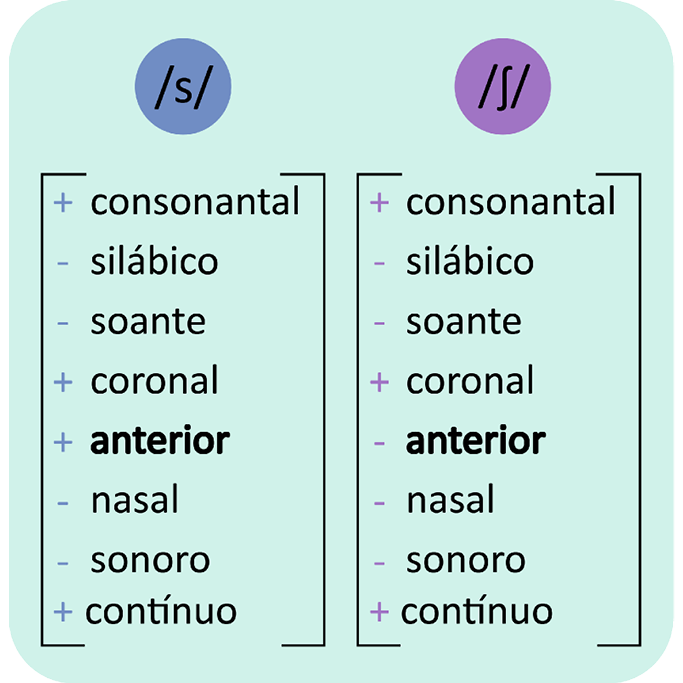 /s/
+ consonantal
- silábico
- soante
+ coronal
+ anterior
- nasal
- sonoro
+ contínuo
/ʃ/
+ consonantal
- silábico
- soante
+ coronal
- anterior
- nasal
- sonoro
+ contínuo